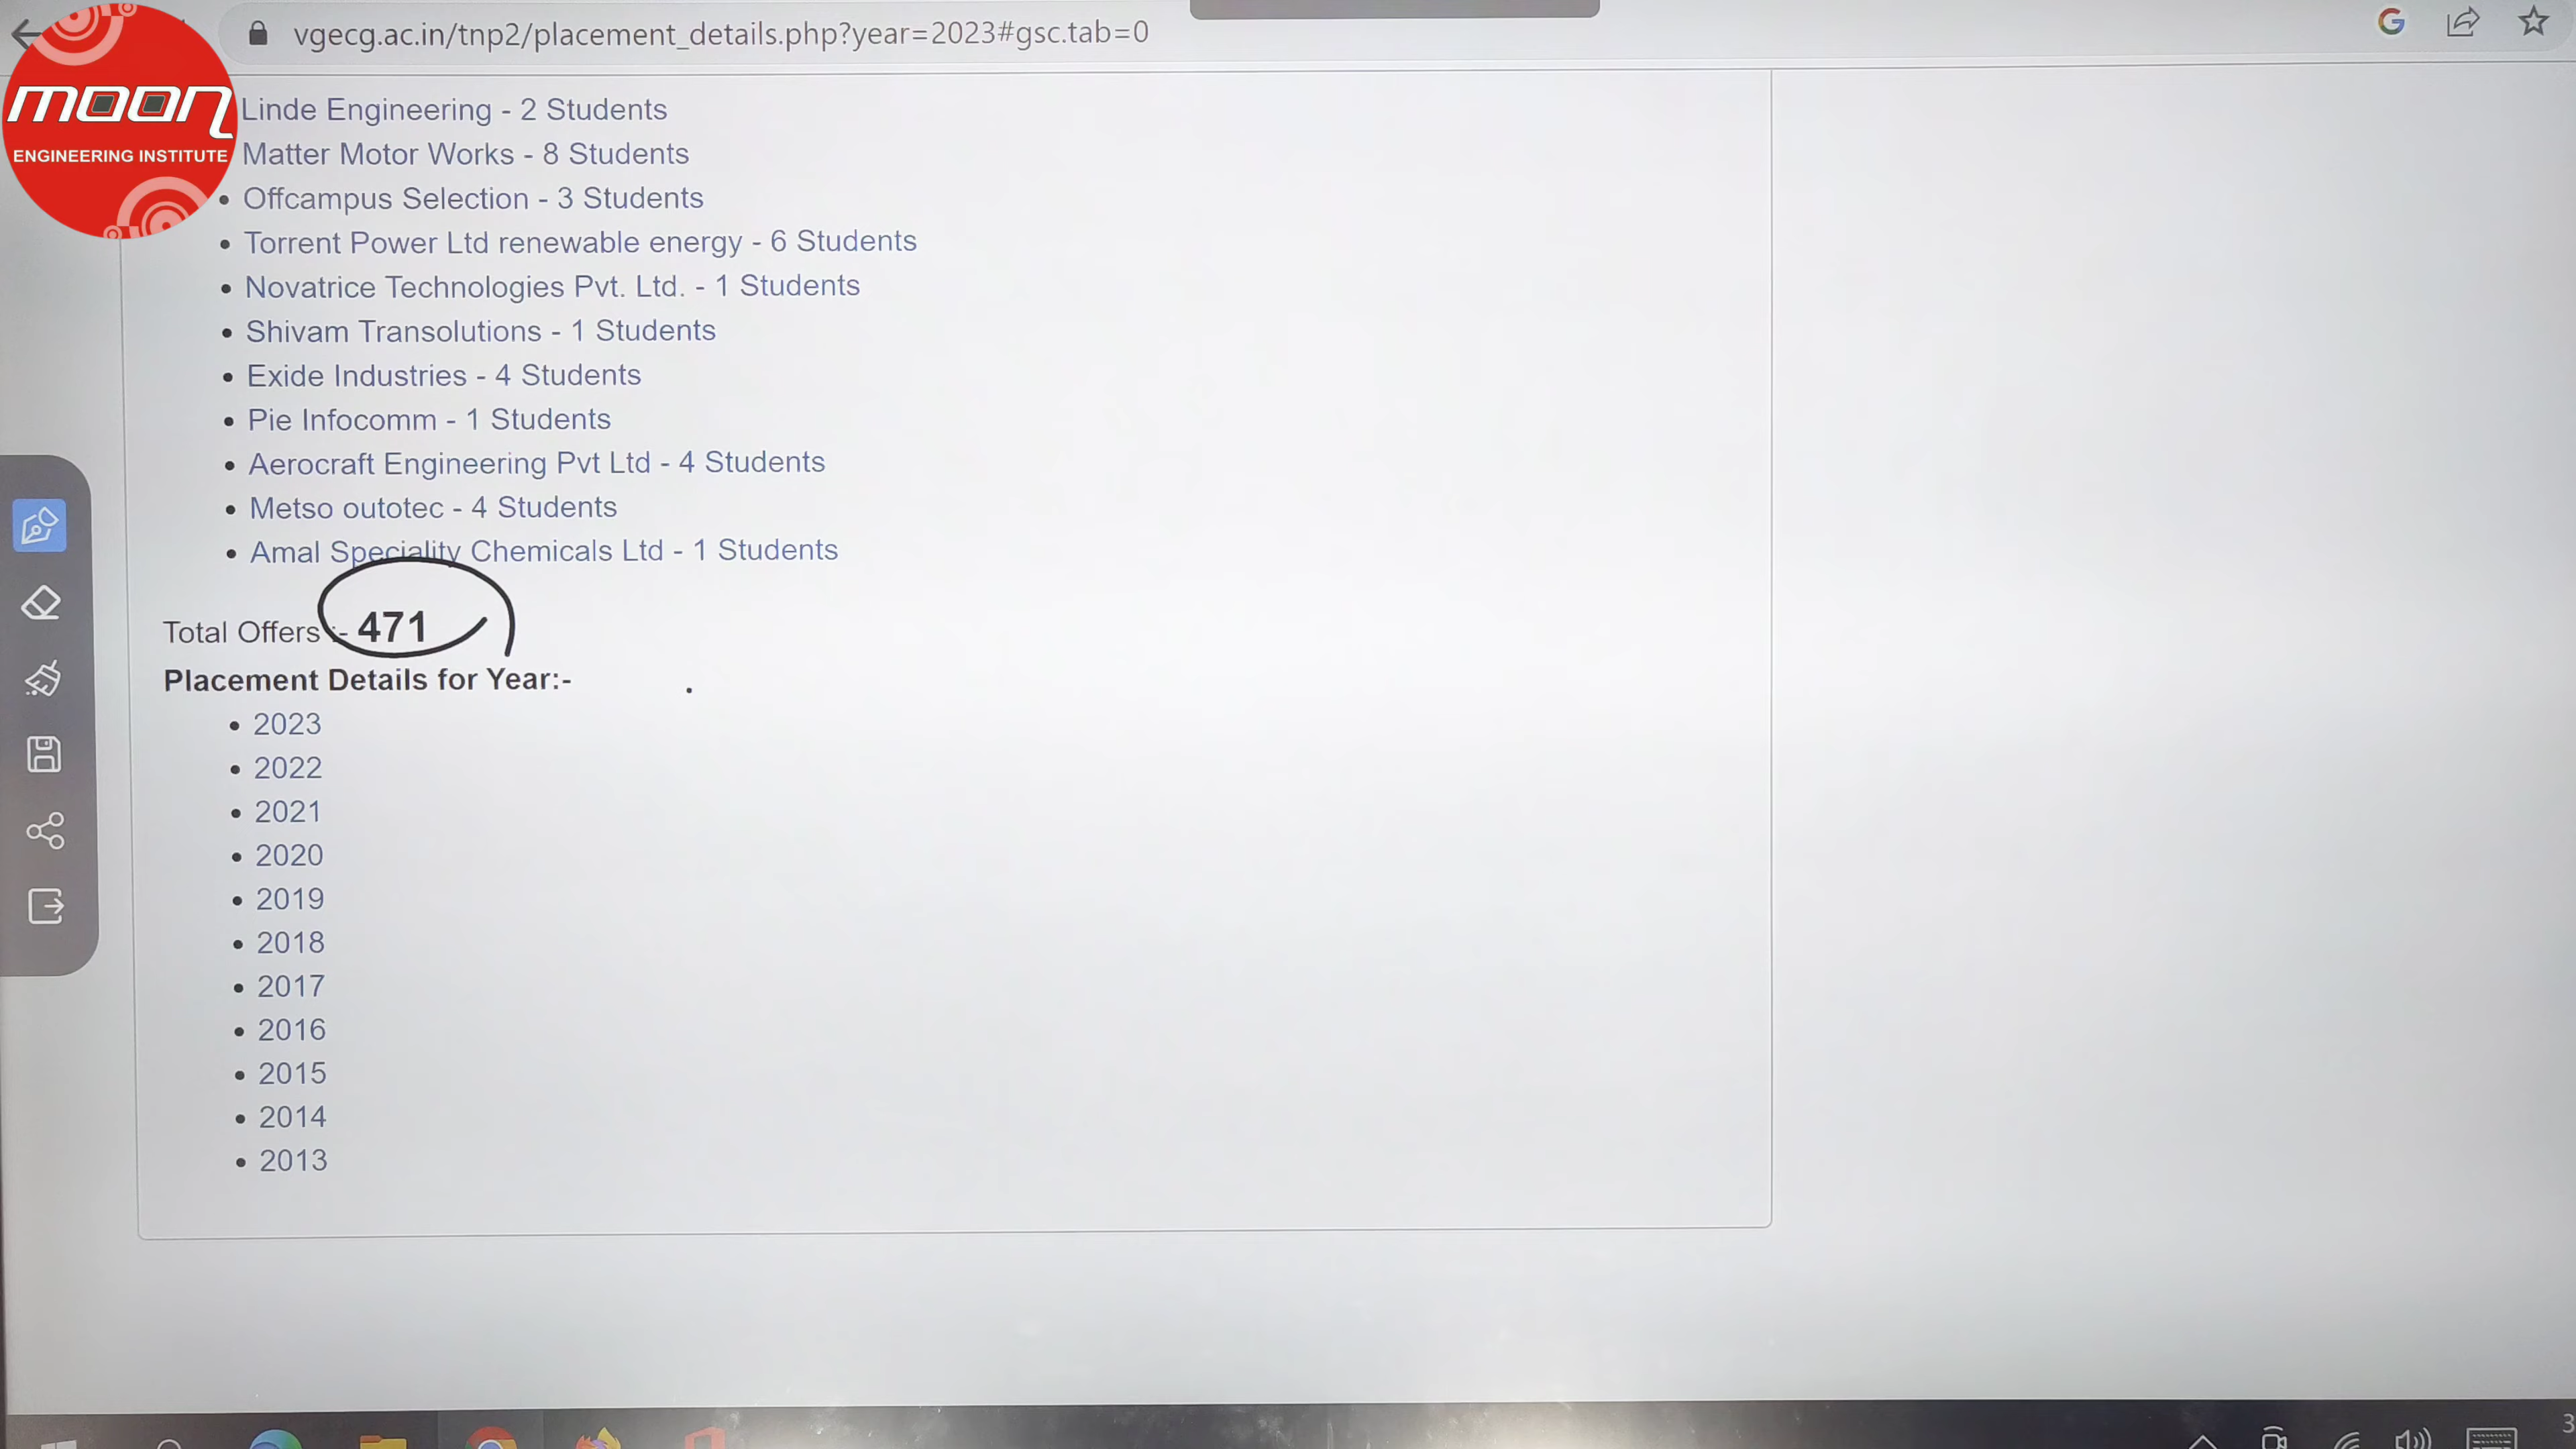 vgecg.ac.in/tnp2/placement_details.php?year=2023#gsc.tab=0
moon
ENGINEERING INSTITUTE
Linde Engineering - 2 Students
Matter Motor Works - 8 Students
Offcampus Selection - 3 Students
Torrent Power Ltd renewable energy - 6 Students
Novatrice Technologies Pvt. Ltd. - 1 Students
Shivam Transolutions - 1 Students
Exide Industries - 4 Students
Pie Infocomm - 1 Students
Aerocraft Engineering Pvt Ltd - 4 Students
Metso outotec - 4 Students
Amal Speciality Chemicals Ltd - 1 Students
Total Offers :- 471
Placement Details for Year:-
2023
2022
2021
2020
2019
2018
2017
2016
2015
2014
2013
3